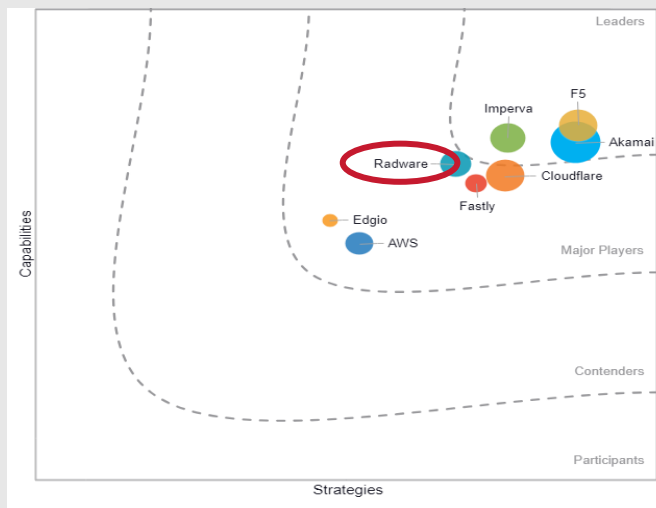 Leaders
F5
Imperva
Akamai
Radware
Cloudflare
Fastly
Edgio
AWS
Major Players
Capabilities
Contenders
Participants
Strategies